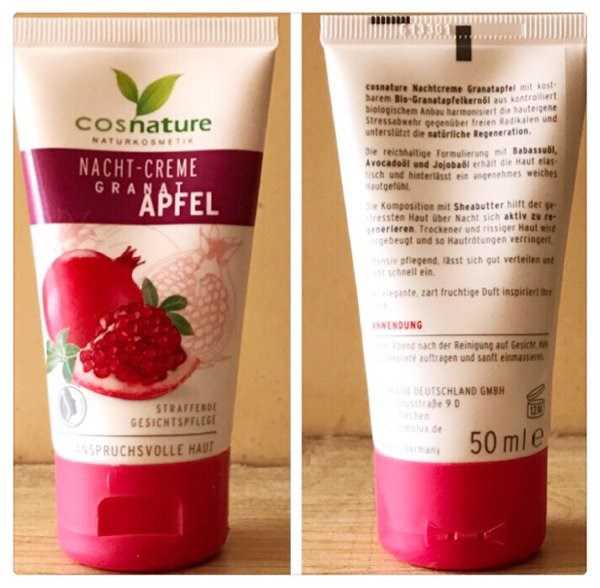 cosnature
NATURKOSMETIK
NACHT-CREME
GRANAT
APFEL
STRAFFENDE
GESICHTSPFLEGE
ANSPRUCHSVOLLE HAUT
cosnature Nachtcreme Granatapfel mit kost-
barem Bio-Granatapfelkernöl aus kontrolliert
biologischem Anbau harmonisiert die hauteigene
Stressabwehr gegenüber freien Radikalen und
unterstützt die natürliche Regeneration.
Die reichhaltige Formulierung mit Babassuöl,
Avocadoöl und Jojobaöl erhält die Haut elas-
tisch und hinterlässt ein angenehmes weiches
Hautgefühl.
Die Komposition mit Sheabutter hilft der ge-
stressten Haut über Nacht sich aktiv zu re-
generieren. Trockener und rissiger Haut wird
vorgebeugt und so Hautrötungen verringert.
pflegend, lässt sich gut verteilen und
schnell ein.
elegante, zart fruchtige Duft inspiriert Ihre
ANWENDUNG
Abend nach der Reinigung auf Gesicht,
auftragen und sanft einmassieren.
DEUTSCHLAND GMBH
9 D
Germany
12 M
50 ml e